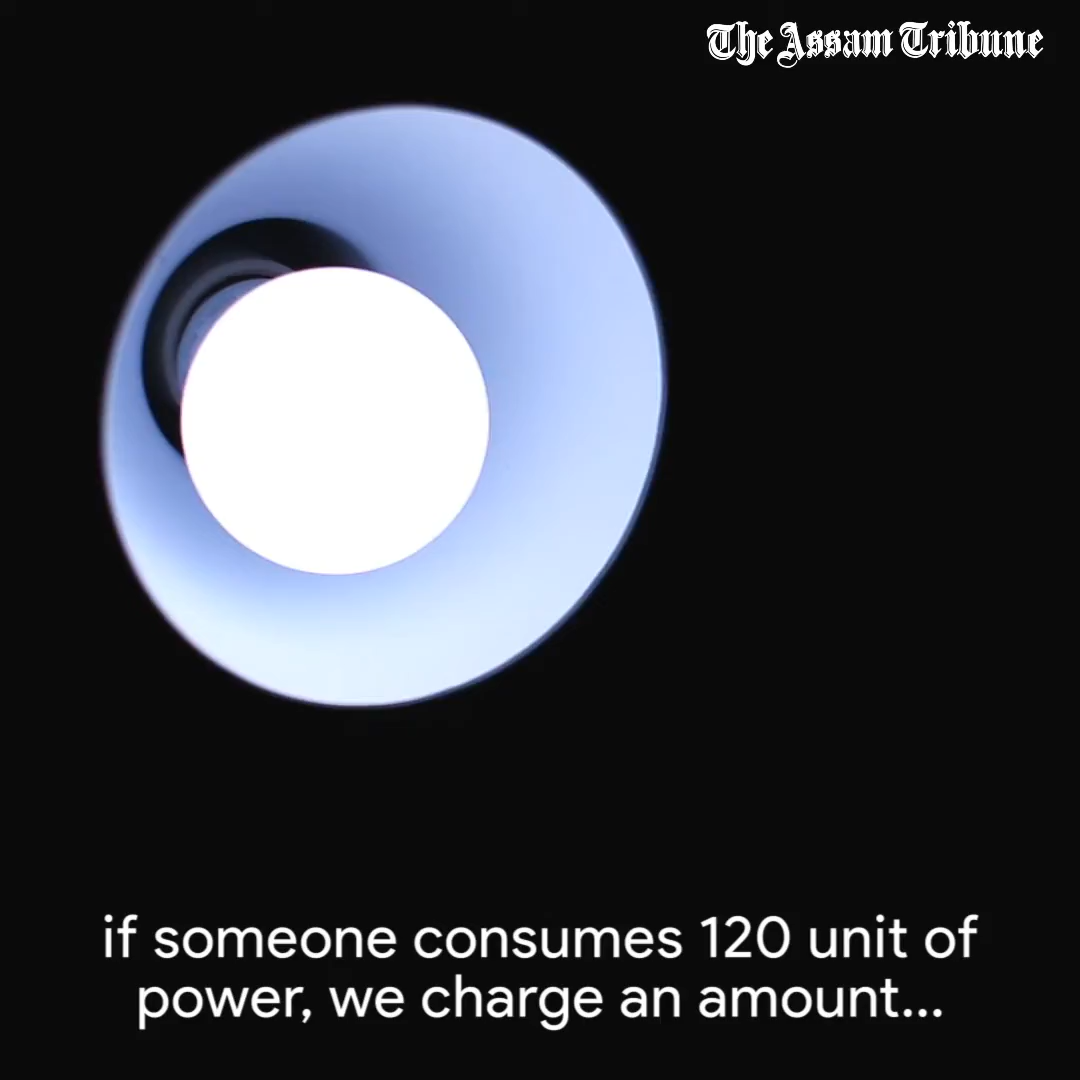 The Assam Tribune
if someone consumes 120 unit of
power, we charge an amount...